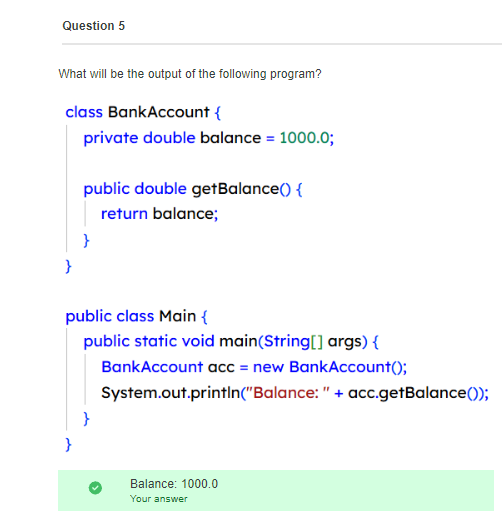 Question 5
What will be the output of the following program?
class BankAccount {
private double balance = 1000.0;
public double getBalance() {
return balance;
}
}
public class Main {
public static void main(String[] args) {
BankAccount acc = new BankAccount();
System.out.println("Balance: " + acc.getBalance());
}
}
Balance: 1000.0
Your answer